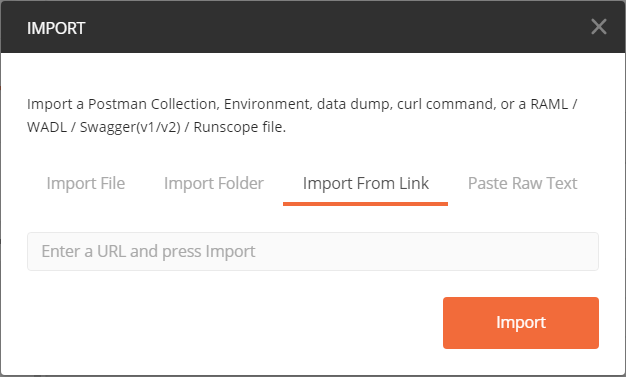 IMPORT
Import a Postman Collection, Environment, data dump, curl command, or a RAML /
WADL / Swagger(v1/v2) / Runscope file.
Import File Import Folder Import From Link Paste Raw Text
Enter a URL and press Import
Import